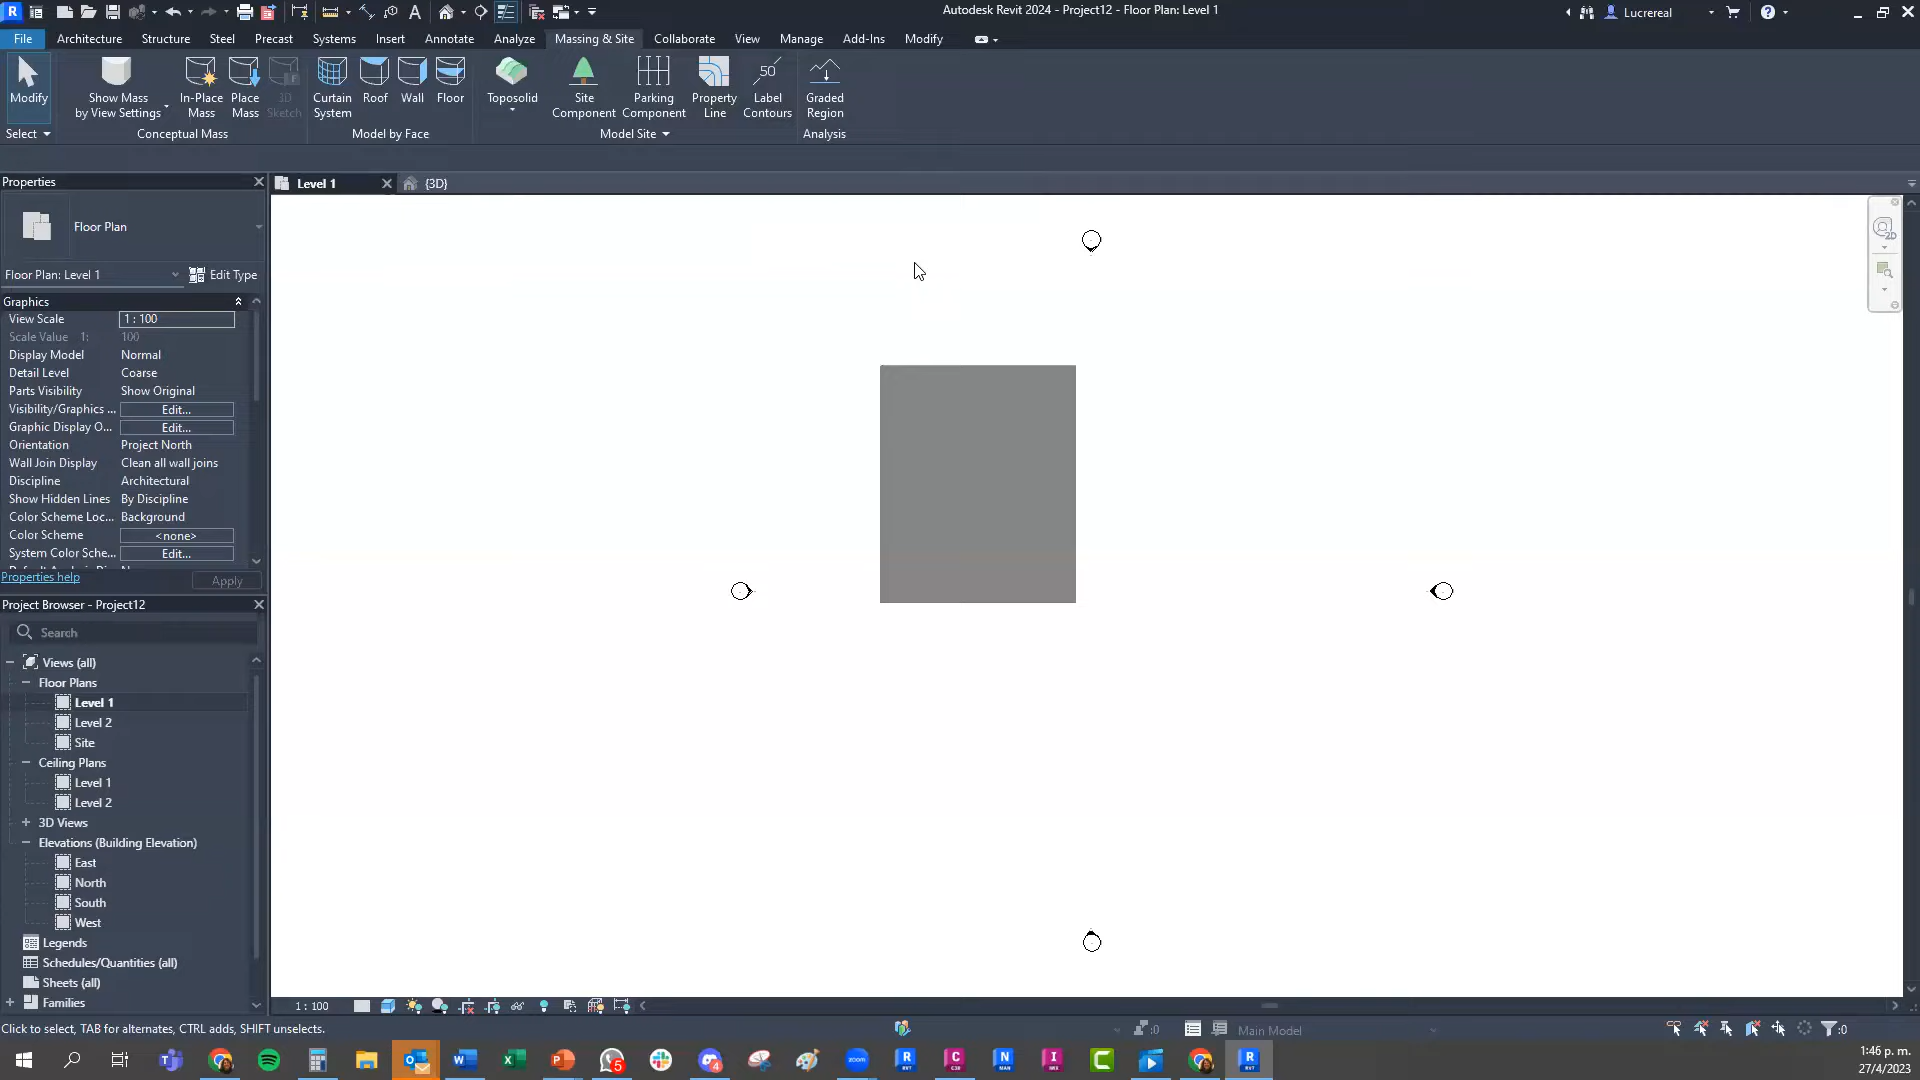 Autodesk Revit 2024 - Project12 - Floor Plan: Level 1
Lucrereal
File Architecture Structure Steel Precast Systems Insert Annotate Analyze Massing & Site Collaborate View Manage Add-Ins Modify
Modify
Show Mass by View Settings
In-Place Mass
Place Mass
3D Sketch
Curtain System
Roof
Wall
Floor
Toposolid
Site Component
Parking Component
Property Line
50
Label Contours
Graded Region
Select
Conceptual Mass
Model by Face
Model Site
Analysis
Properties
Level 1
{3D}
Floor Plan
Floor Plan: Level 1
Edit Type
Graphics
View Scale 1 : 100
Scale Value 1: 100
Display Model Normal
Detail Level Coarse
Parts Visibility Show Original
Visibility/Graphics ... Edit...
Graphic Display O... Edit...
Orientation Project North
Wall Join Display Clean all wall joins
Discipline Architectural
Show Hidden Lines By Discipline
Color Scheme Loc... Background
Color Scheme <none>
System Color Sche... Edit...
Properties help
Apply
Project Browser - Project12
Search
Views (all)
Floor Plans
Level 1
Level 2
Site
Ceiling Plans
Level 1
Level 2
3D Views
Elevations (Building Elevation)
East
North
South
West
Legends
Schedules/Quantities (all)
Sheets (all)
Families
1 : 100
Click to select, TAB for alternates, CTRL adds, SHIFT unselects.
:0
Main Model
:0
5
4
zoom
1:46 p. m.
27/4/2023